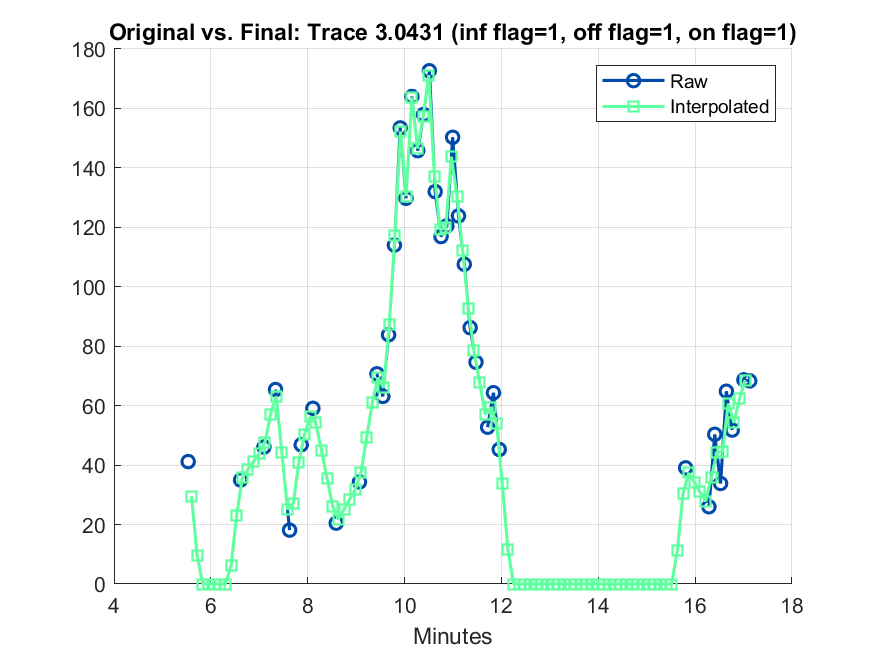 Original vs. Final: Trace 3.0431 (inf flag=1, off flag=1, on flag=1)
180
160
140
120
100
80
60
40
20
0
Raw
Interpolated
4 6 8 10 12 14 16 18
Minutes